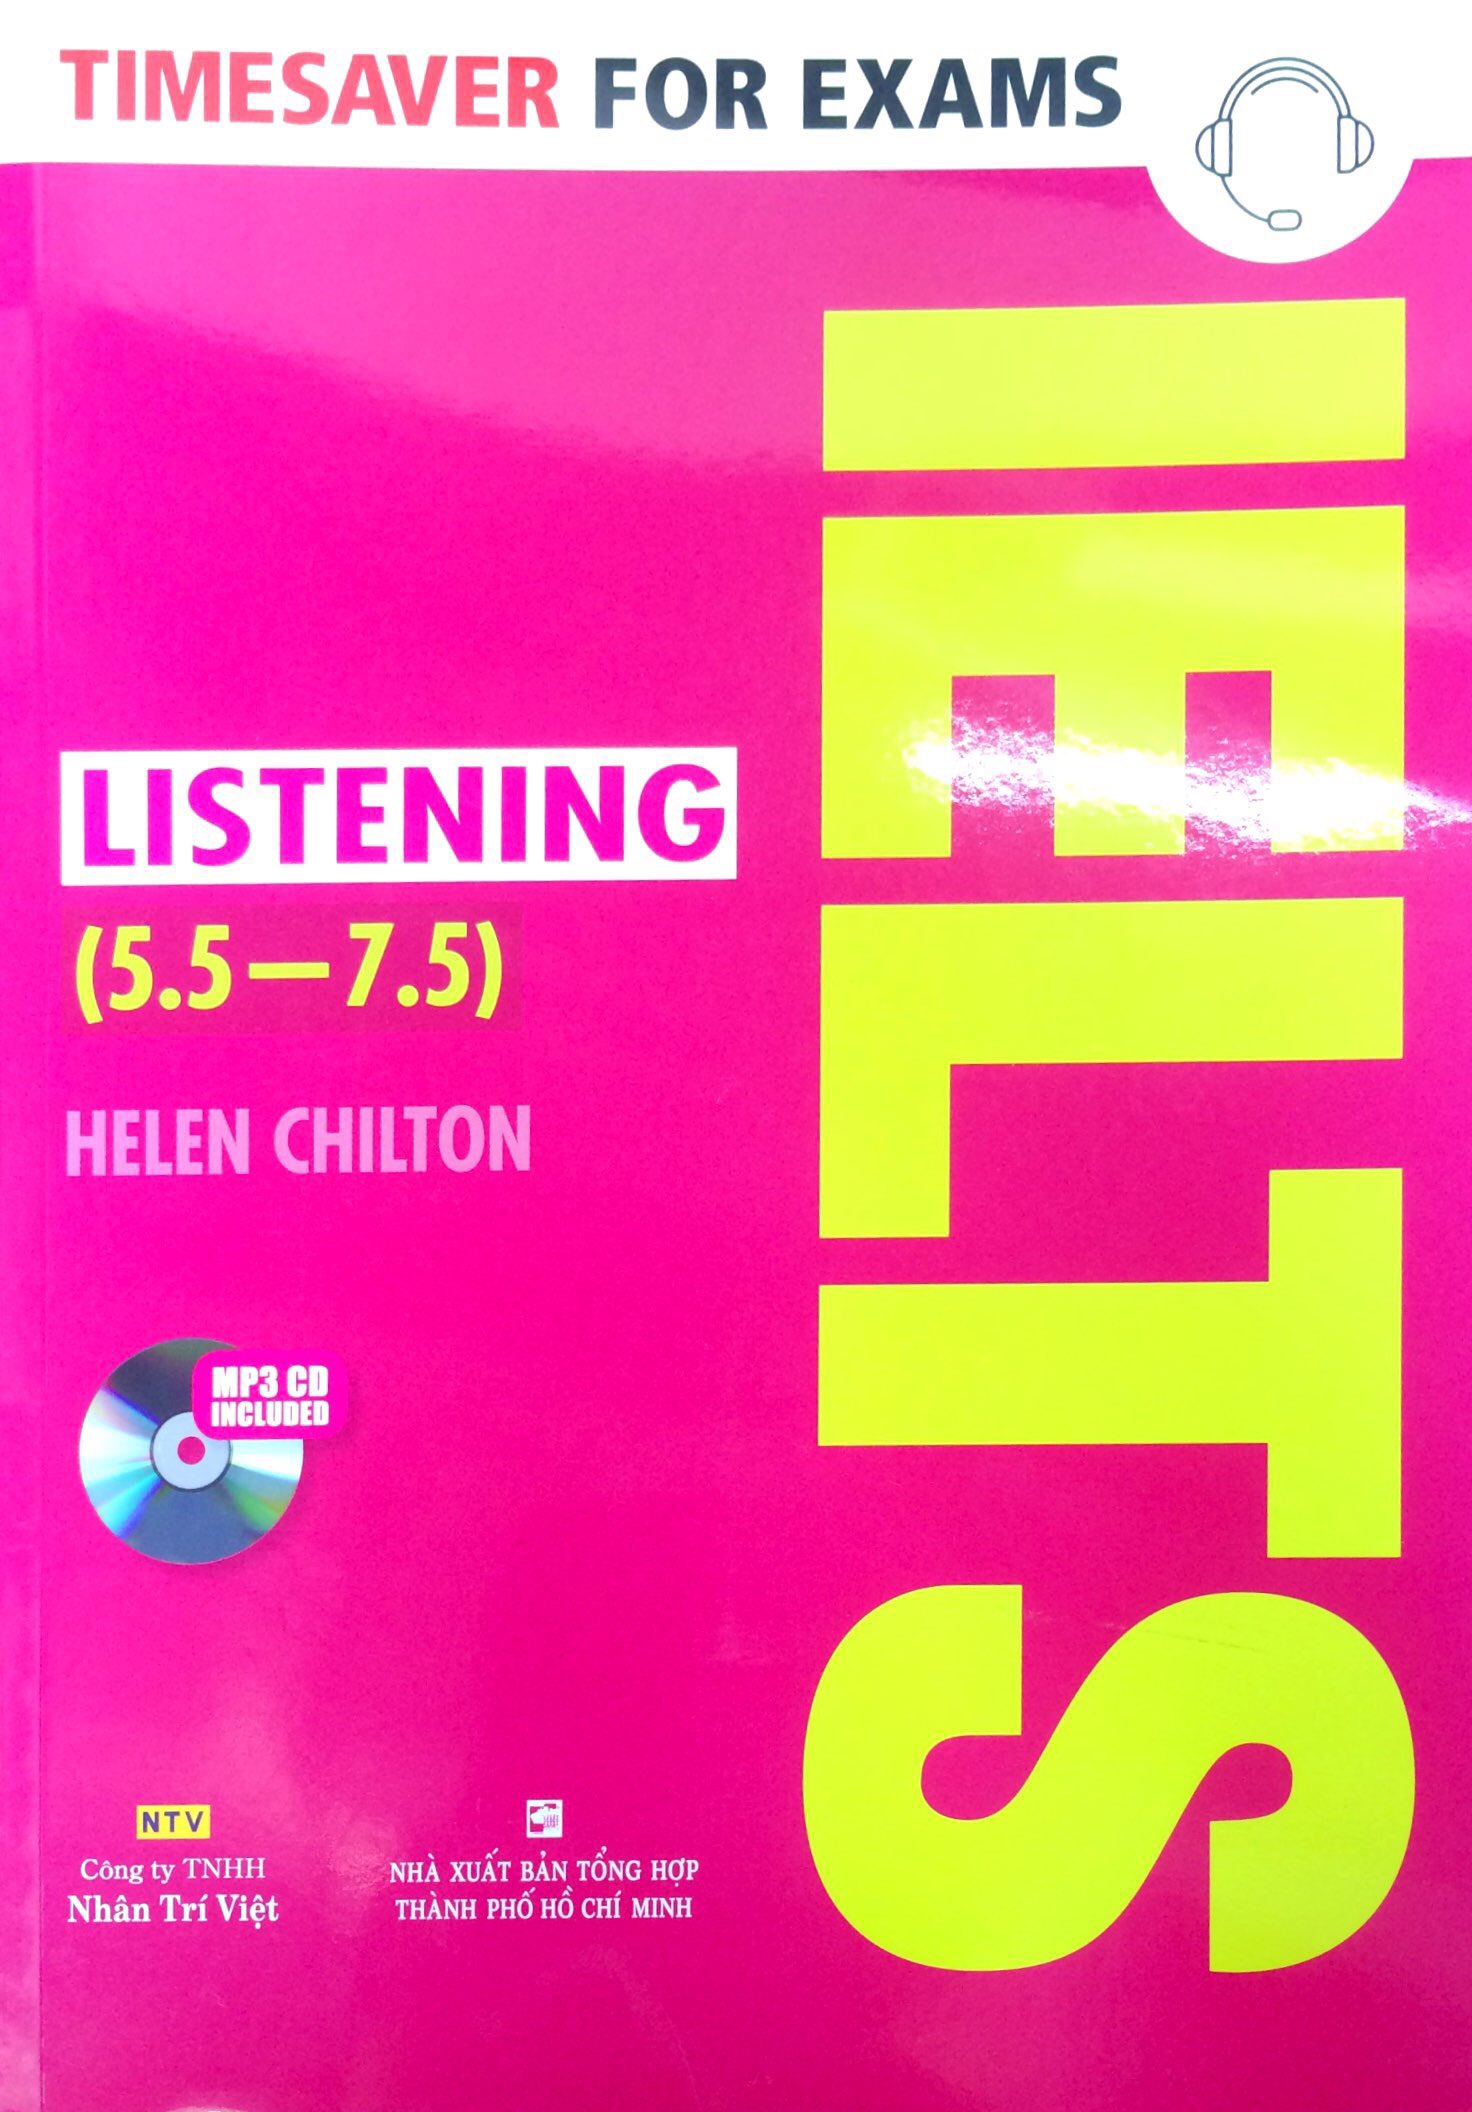 TIMESAVER FOR EXAMS
IELTS
LISTENING
(5.5—7.5)
HELEN CHILTON
MP3 CD
INCLUDED
NTV
Công ty TNHH
Nhân Trí Việt
NHÀ XUẤT BẢN TỔNG HỢP
THÀNH PHỐ HỒ CHÍ MINH